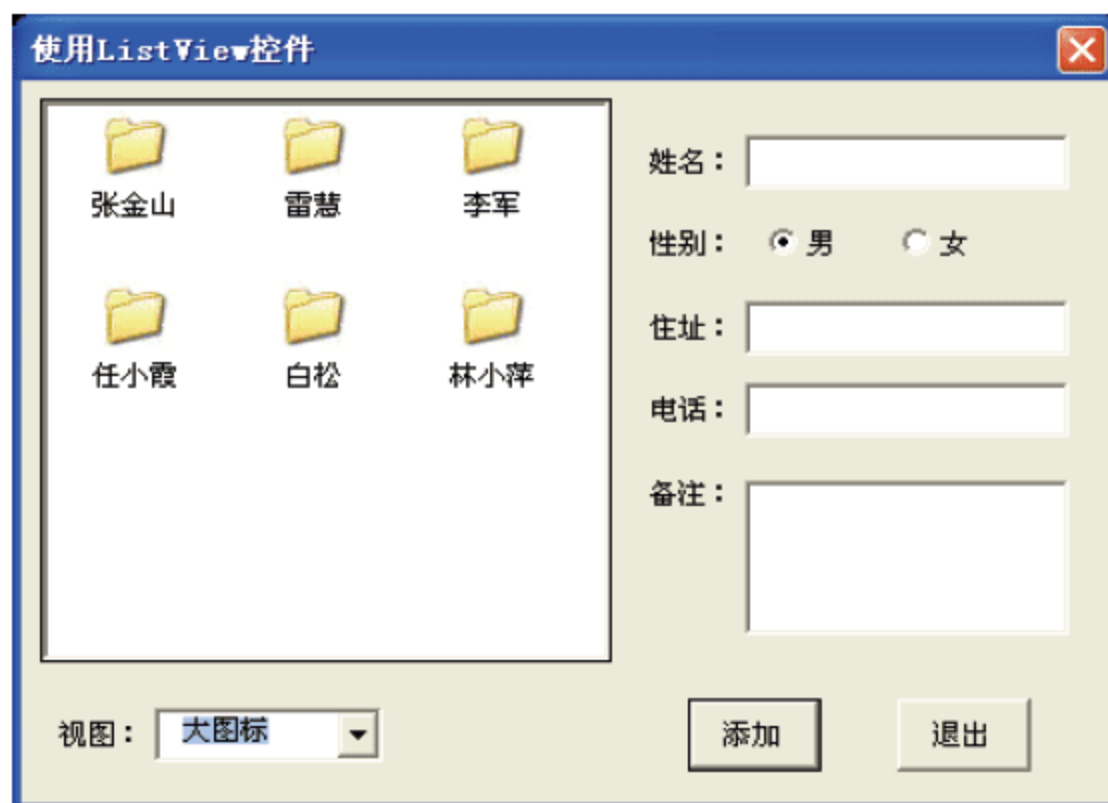 使用ListView控件
张金山 雷慧 李军
任小霞 白松 林小萍
姓名：
性别： 男 女
住址：
电话：
备注：
视图： 大图标
添加 退出